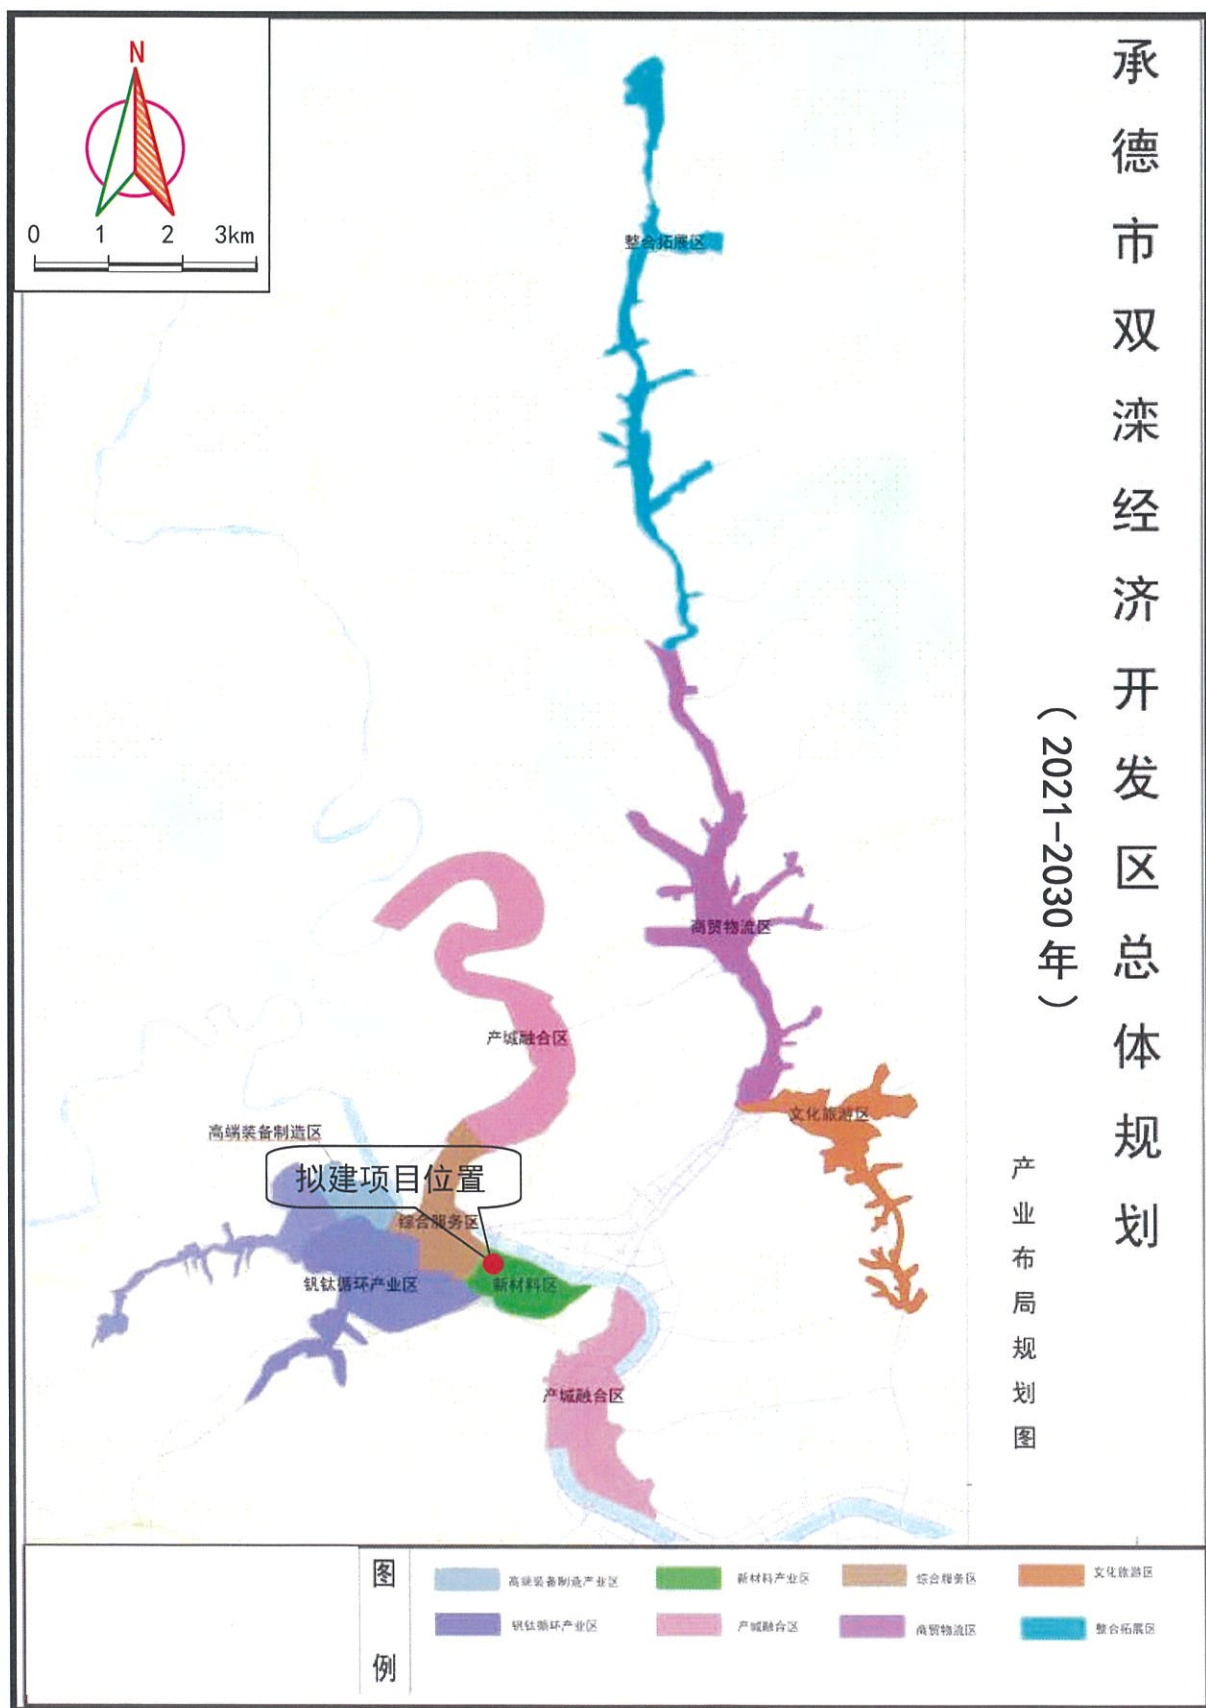 承德市双滦经济开发区总体规划
（2021-2030年）
产业布局规划图
N
0 1 2 3km
整合拓展区
商贸物流区
产城融合区
文化旅游区
高端装备制造区
拟建项目位置
综合服务区
钒钛循环产业区
新材料区
产城融合区
图例
高端装备制造产业区
新材料产业区
综合服务区
文化旅游区
钒钛循环产业区
产城融合区
商贸物流区
整合拓展区